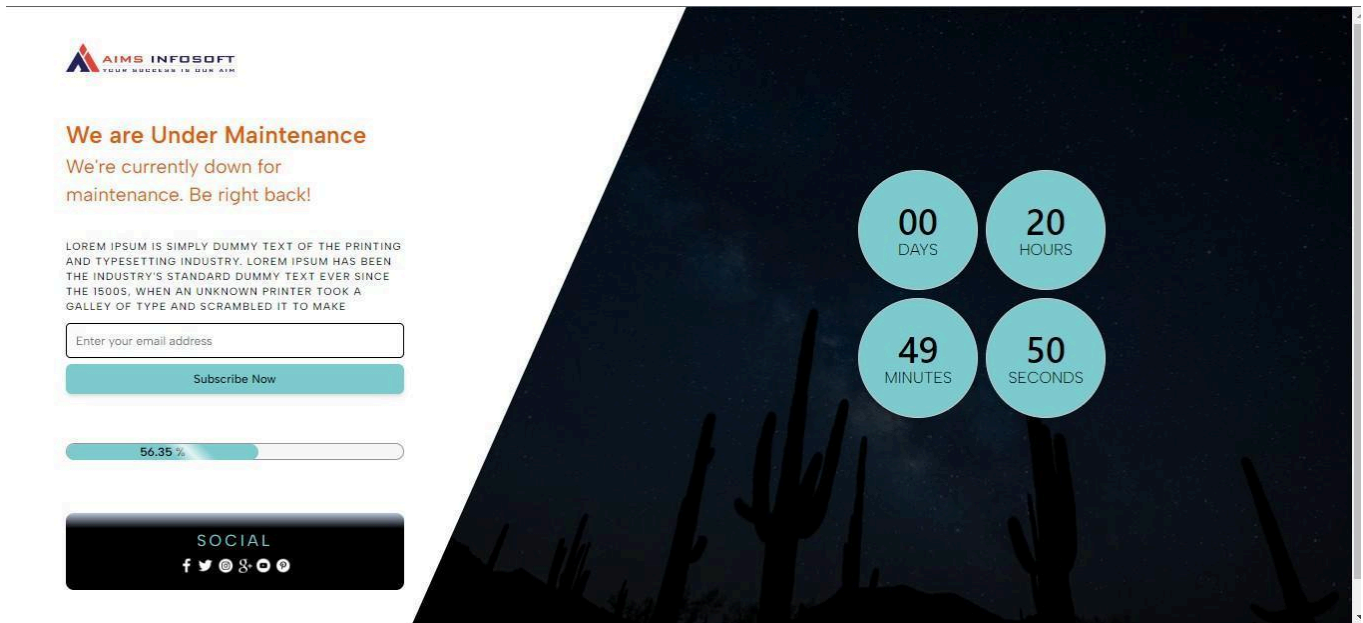 AIMS INFOSOFT
YOUR SUCCESS IS OUR AIM
We are Under Maintenance
We're currently down for
maintenance. Be right back!
LOREM IPSUM IS SIMPLY DUMMY TEXT OF THE PRINTING
AND TYPESETTING INDUSTRY. LOREM IPSUM HAS BEEN
THE INDUSTRY'S STANDARD DUMMY TEXT EVER SINCE
THE 1500S, WHEN AN UNKNOWN PRINTER TOOK A
GALLEY OF TYPE AND SCRAMBLED IT TO MAKE
Enter your email address
Subscribe Now
56.35 %
SOCIAL
00
DAYS
20
HOURS
49
MINUTES
50
SECONDS